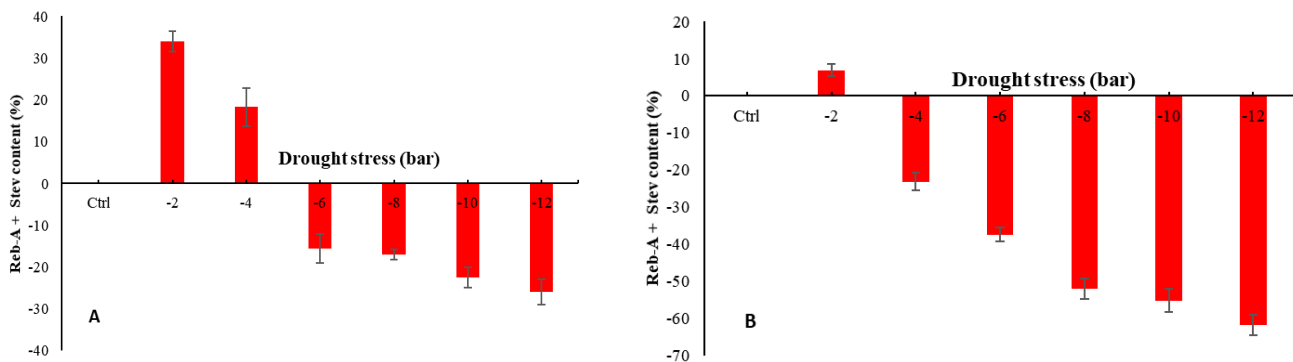 40
30
20
10
0
-10
-20
-30
-40
Reb-A + Stev content (%)
Drought stress (bar)
Ctrl -2 -4 -6 -8 -10 -12
A
20
10
0
-10
-20
-30
-40
-50
-60
-70
Reb-A + Stev content (%)
Drought stress (bar)
Ctrl -2 -4 -6 -8 -10 -12
B